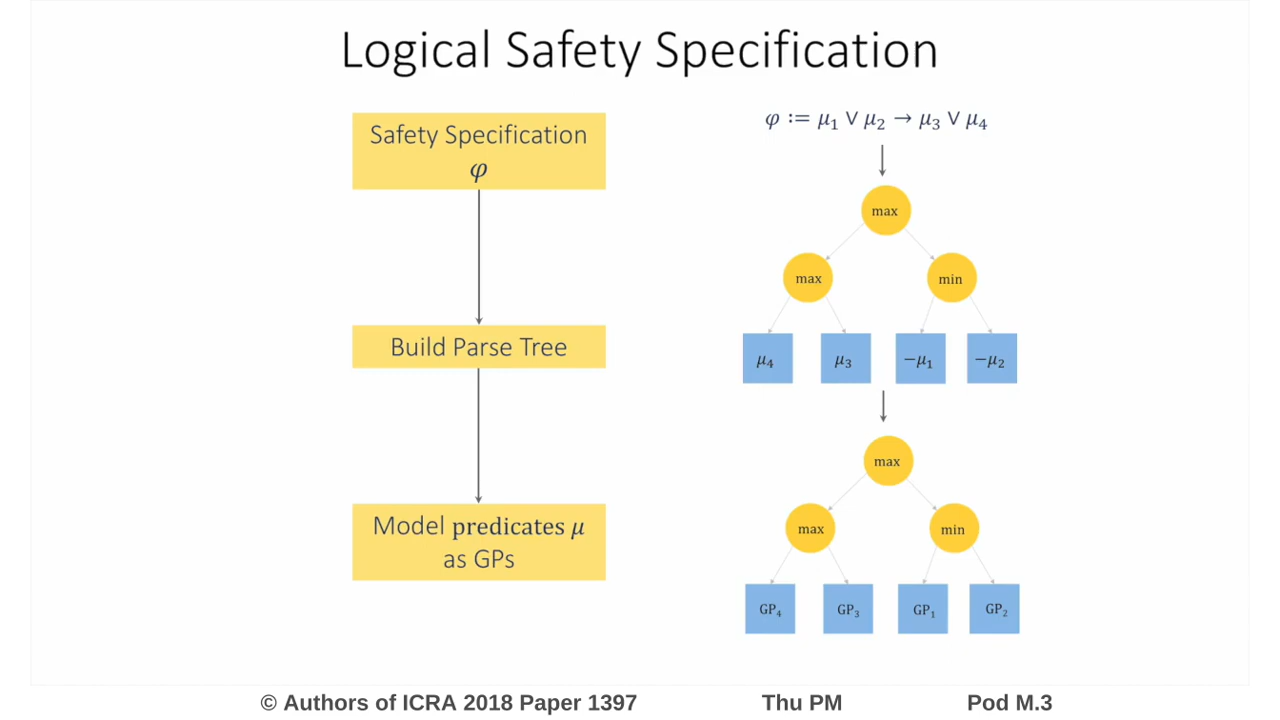 Logical Safety Specification
Safety Specification
φ
Build Parse Tree
Model predicates μ
as GPs
φ ≔ μ₁ ∨ μ₂ → μ₃ ∨ μ₄
max
max
min
μ₄
μ₃
−μ₁
−μ₂
max
max
min
GP₄
GP₃
GP₁
GP₂
© Authors of ICRA 2018 Paper 1397
Thu PM
Pod M.3